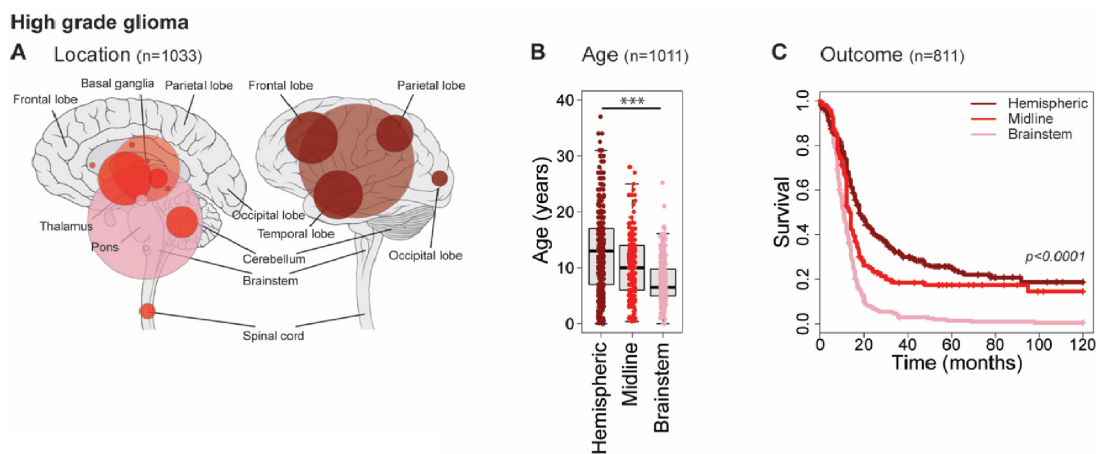 High grade glioma
A Location (n=1033)
Basal ganglia
Frontal lobe
Parietal lobe
Frontal lobe
Parietal lobe
Thalamus
Pons
Occipital lobe
Temporal lobe
Cerebellum
Occipital lobe
Brainstem
Spinal cord
B Age (n=1011)
***
Age (years)
40
30
20
10
0
Hemispheric
Midline
Brainstem
C Outcome (n=811)
Hemispheric
Midline
Brainstem
p<0.0001
Survival
1.0
0.8
0.6
0.4
0.2
0.0
0 20 40 60 80 100 120
Time (months)